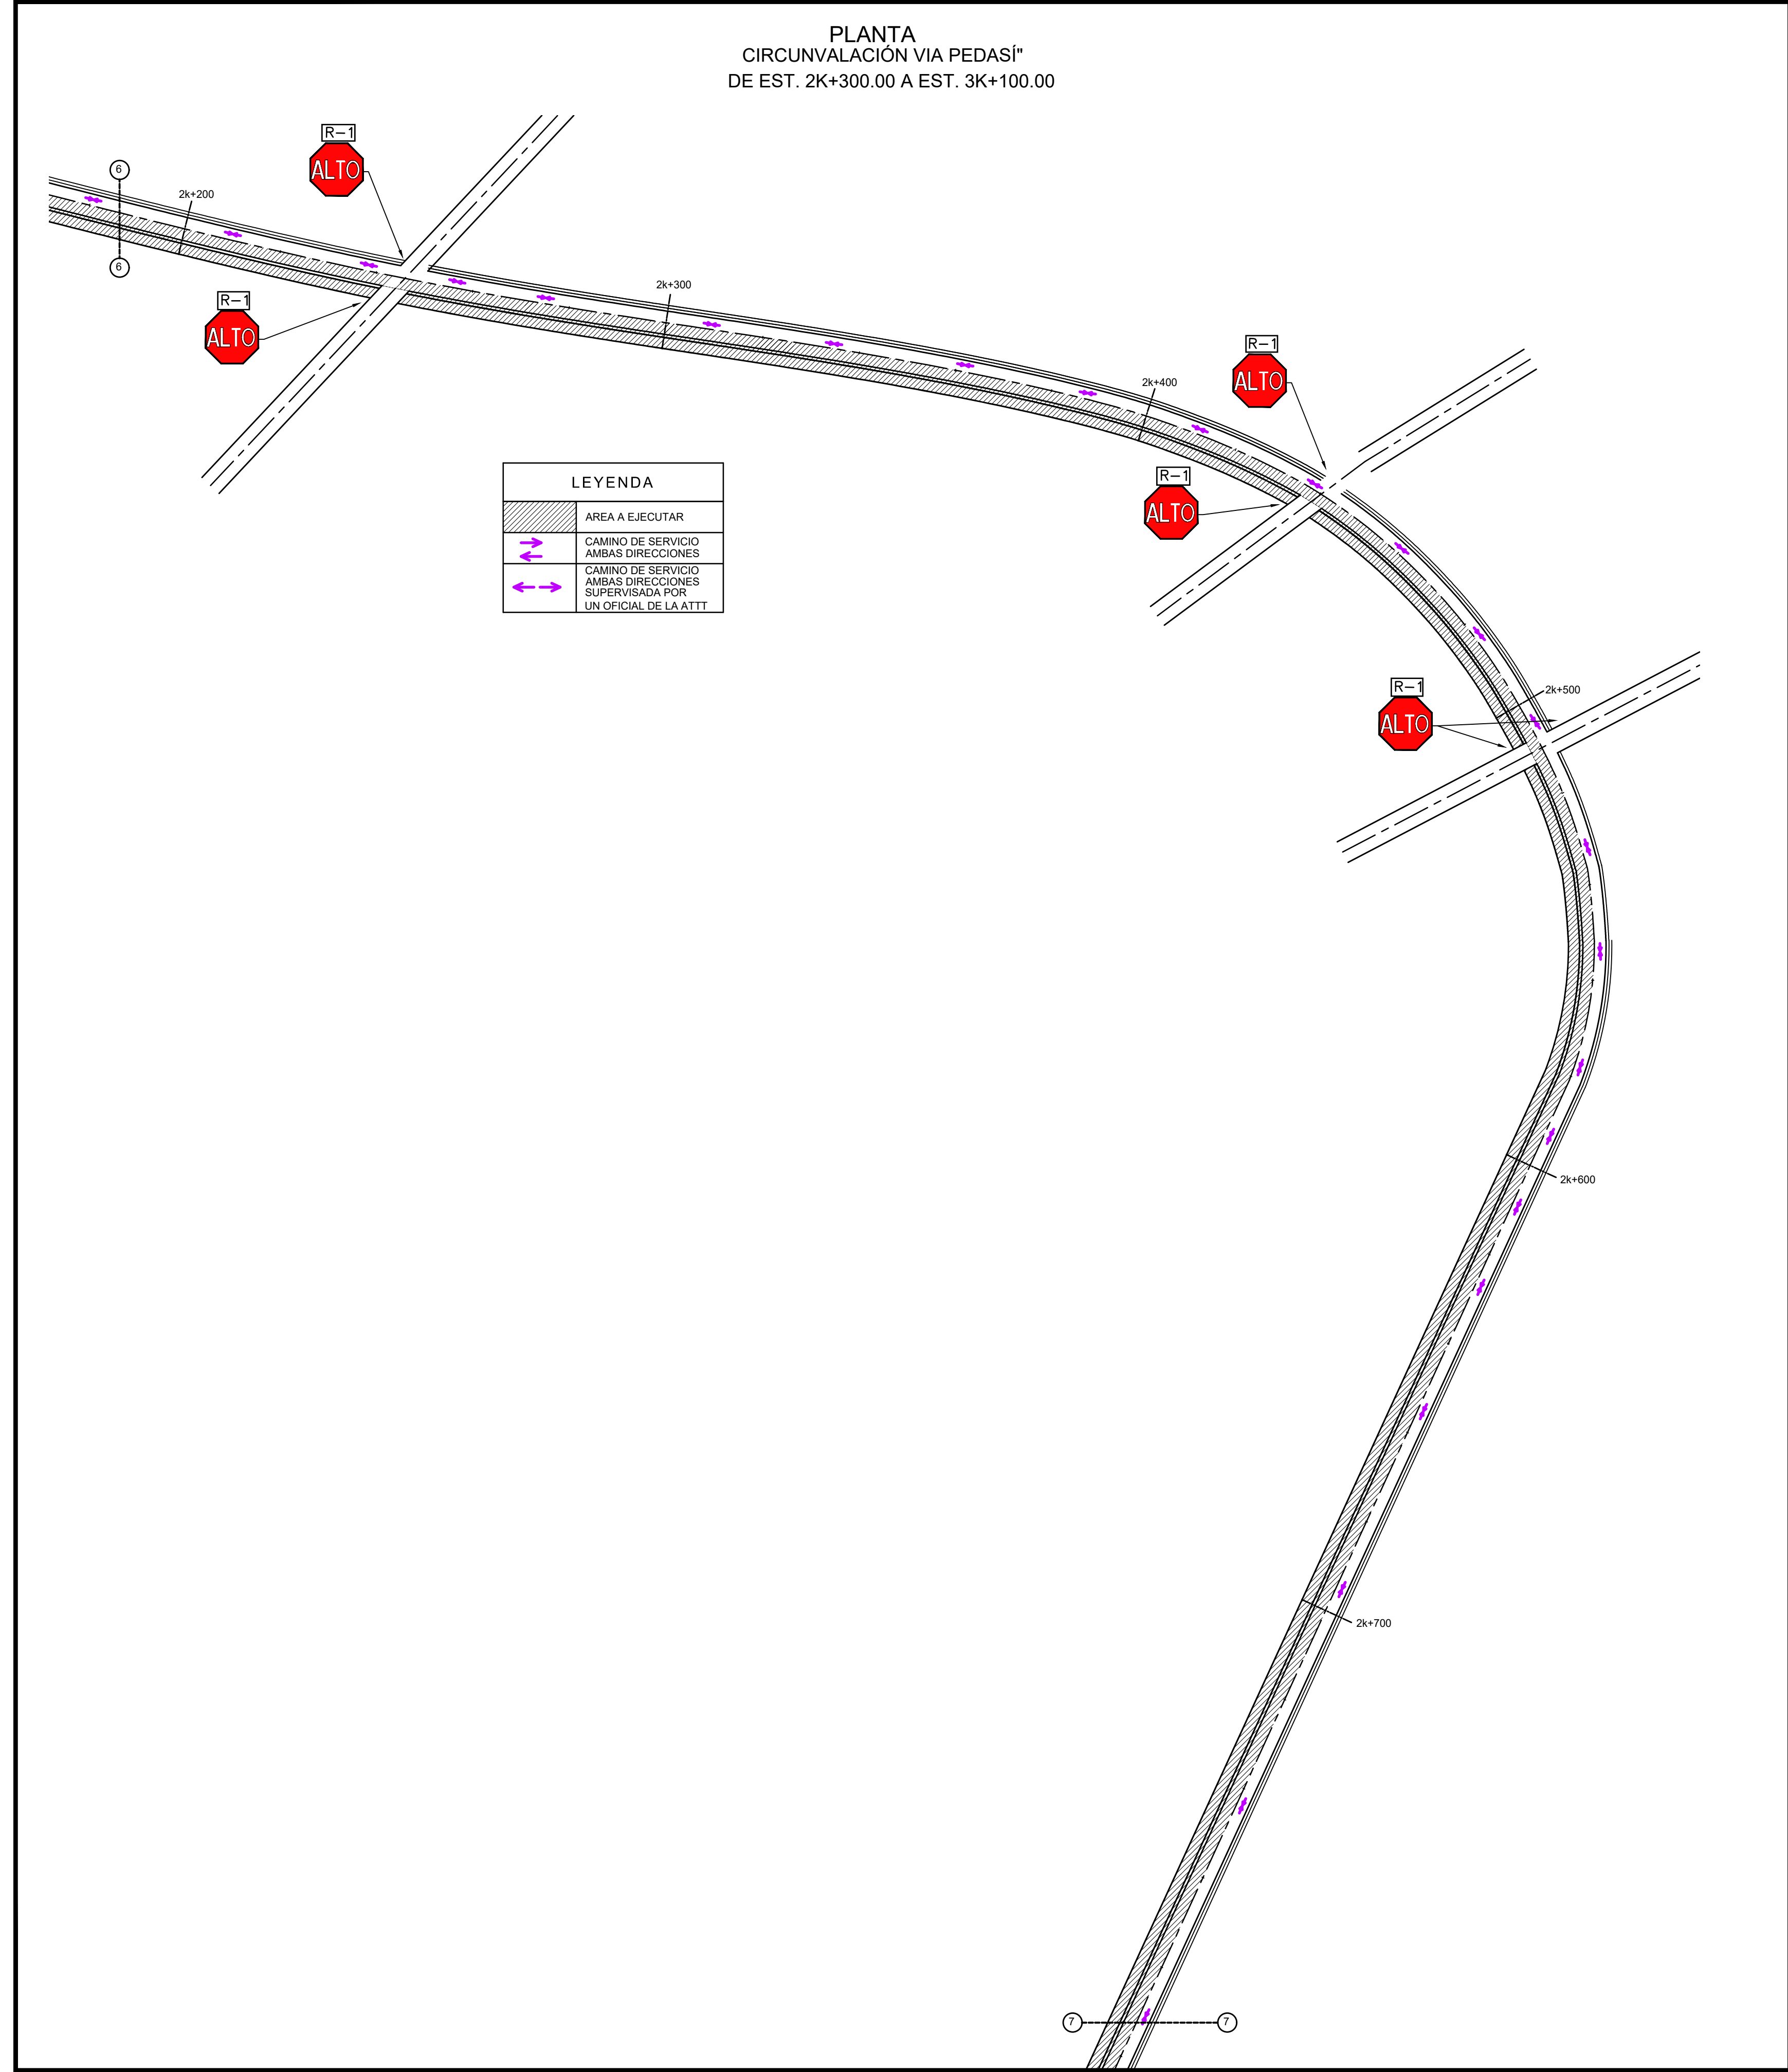 PLANTA
CIRCUNVALACIÓN VIA PEDASÍ"
DE EST. 2K+300.00 A EST. 3K+100.00
R-1
ALTO
6
2k+200
6
R-1
ALTO
2k+300
R-1
ALTO
2k+400
R-1
ALTO
LEYENDA
AREA A EJECUTAR
CAMINO DE SERVICIO
AMBAS DIRECCIONES
CAMINO DE SERVICIO
AMBAS DIRECCIONES
SUPERVISADA POR
UN OFICIAL DE LA ATTT
R-1
ALTO
2k+500
2k+600
2k+700
7
7